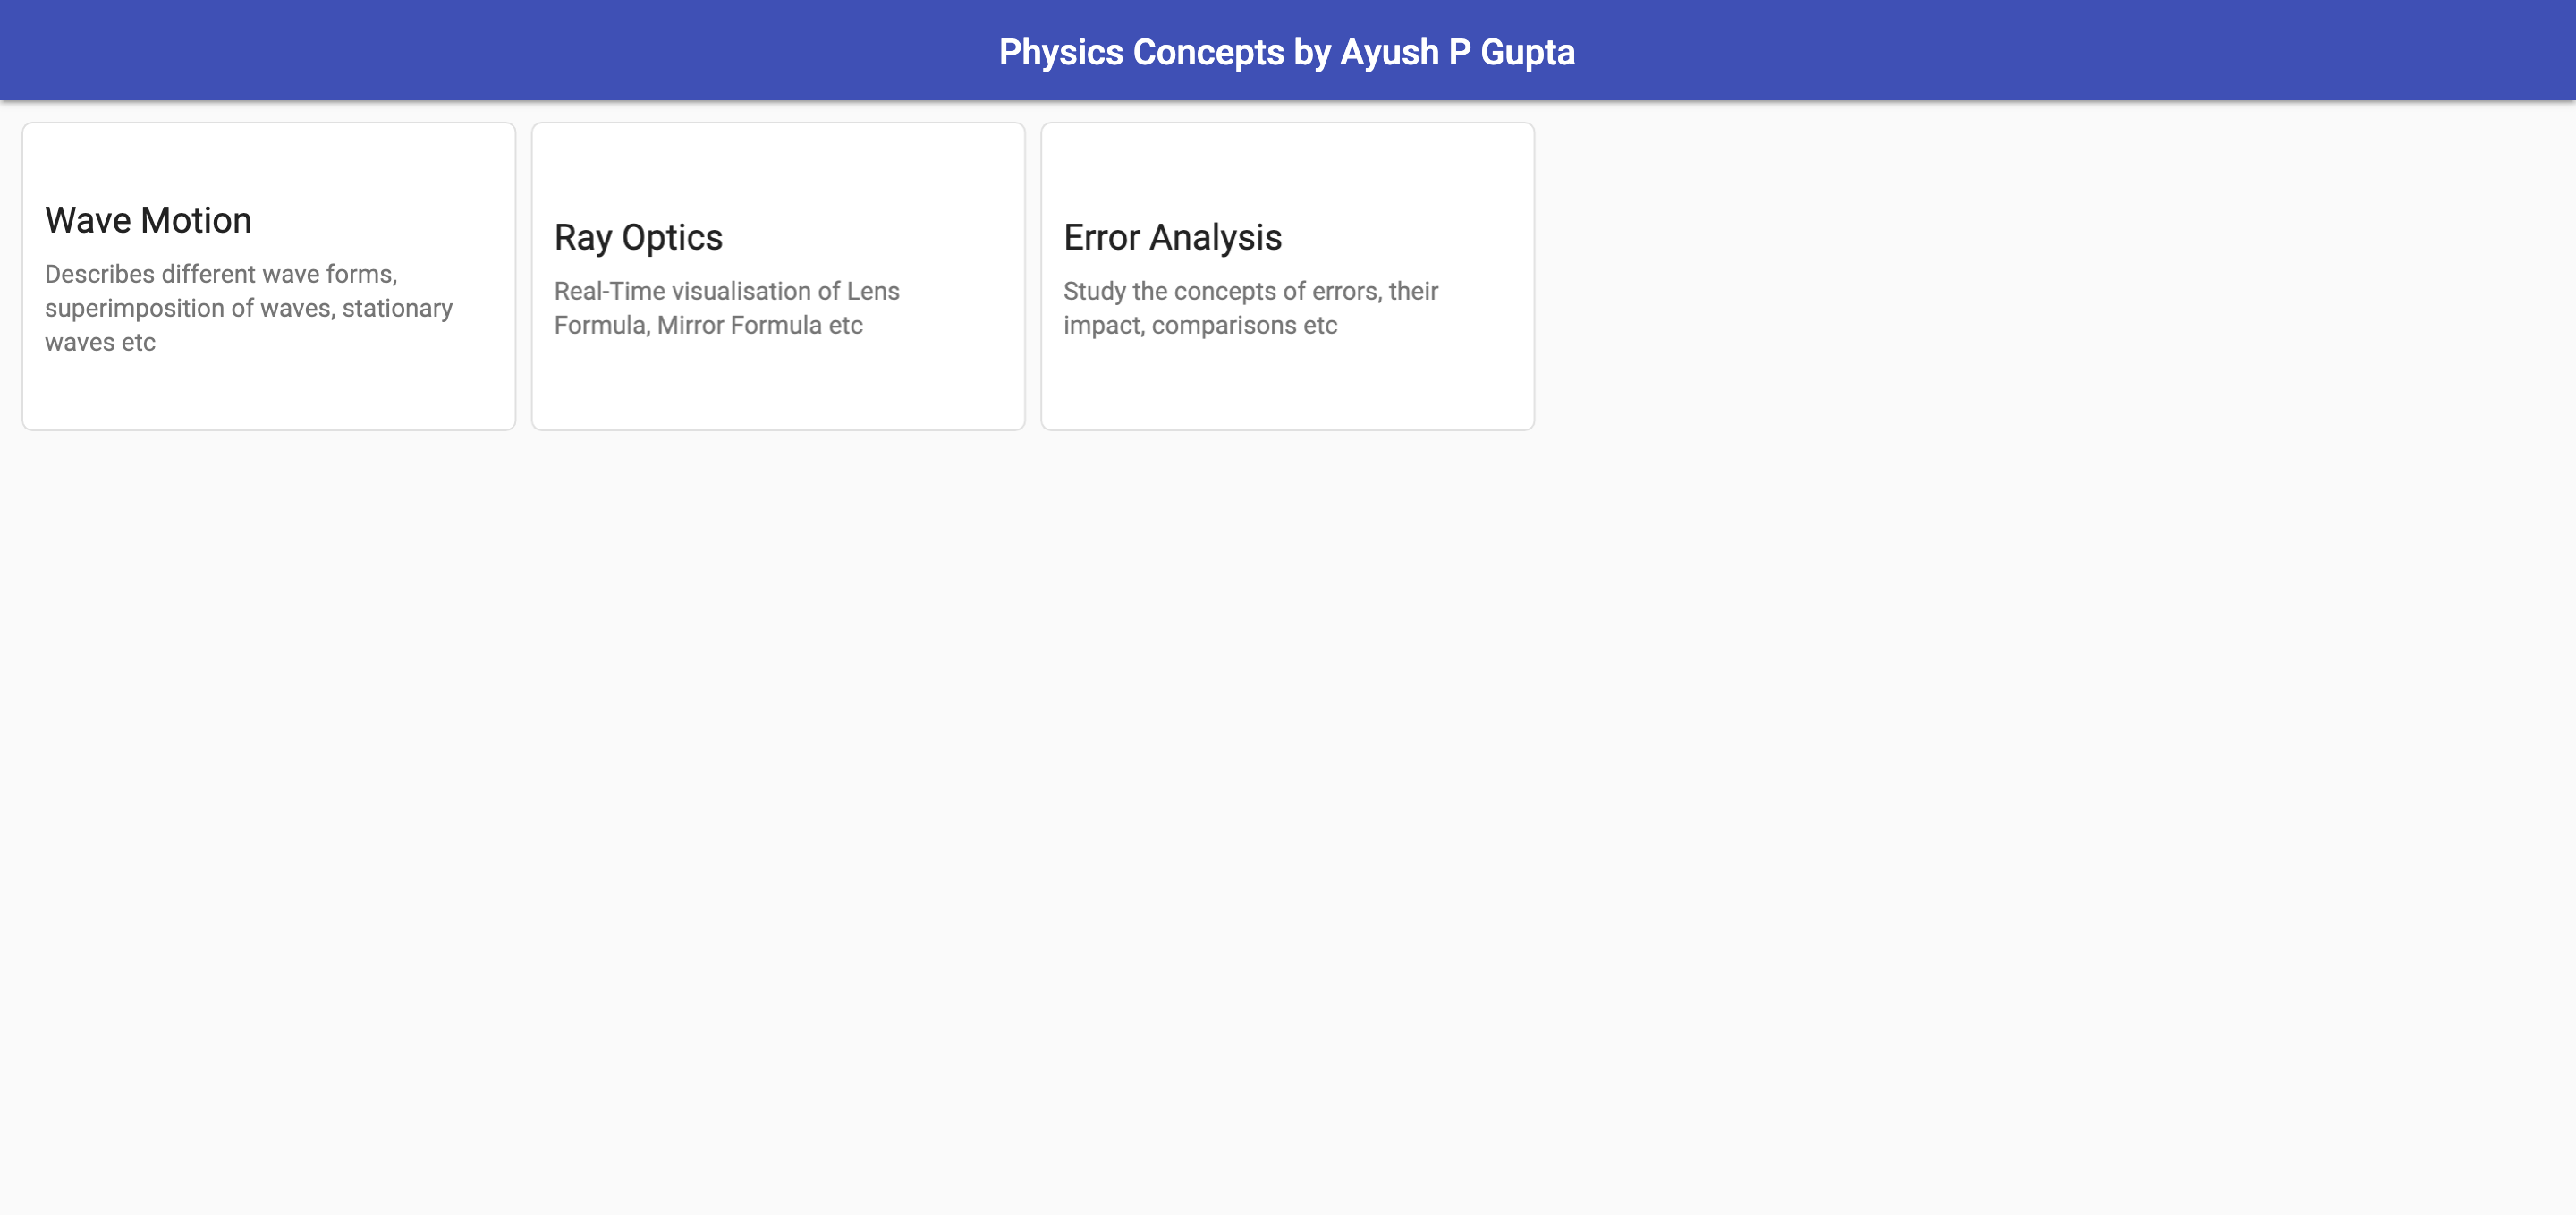 Physics Concepts by Ayush P Gupta
Wave Motion
Describes different wave forms,
superimposition of waves, stationary
waves etc
Ray Optics
Real-Time visualisation of Lens
Formula, Mirror Formula etc
Error Analysis
Study the concepts of errors, their
impact, comparisons etc